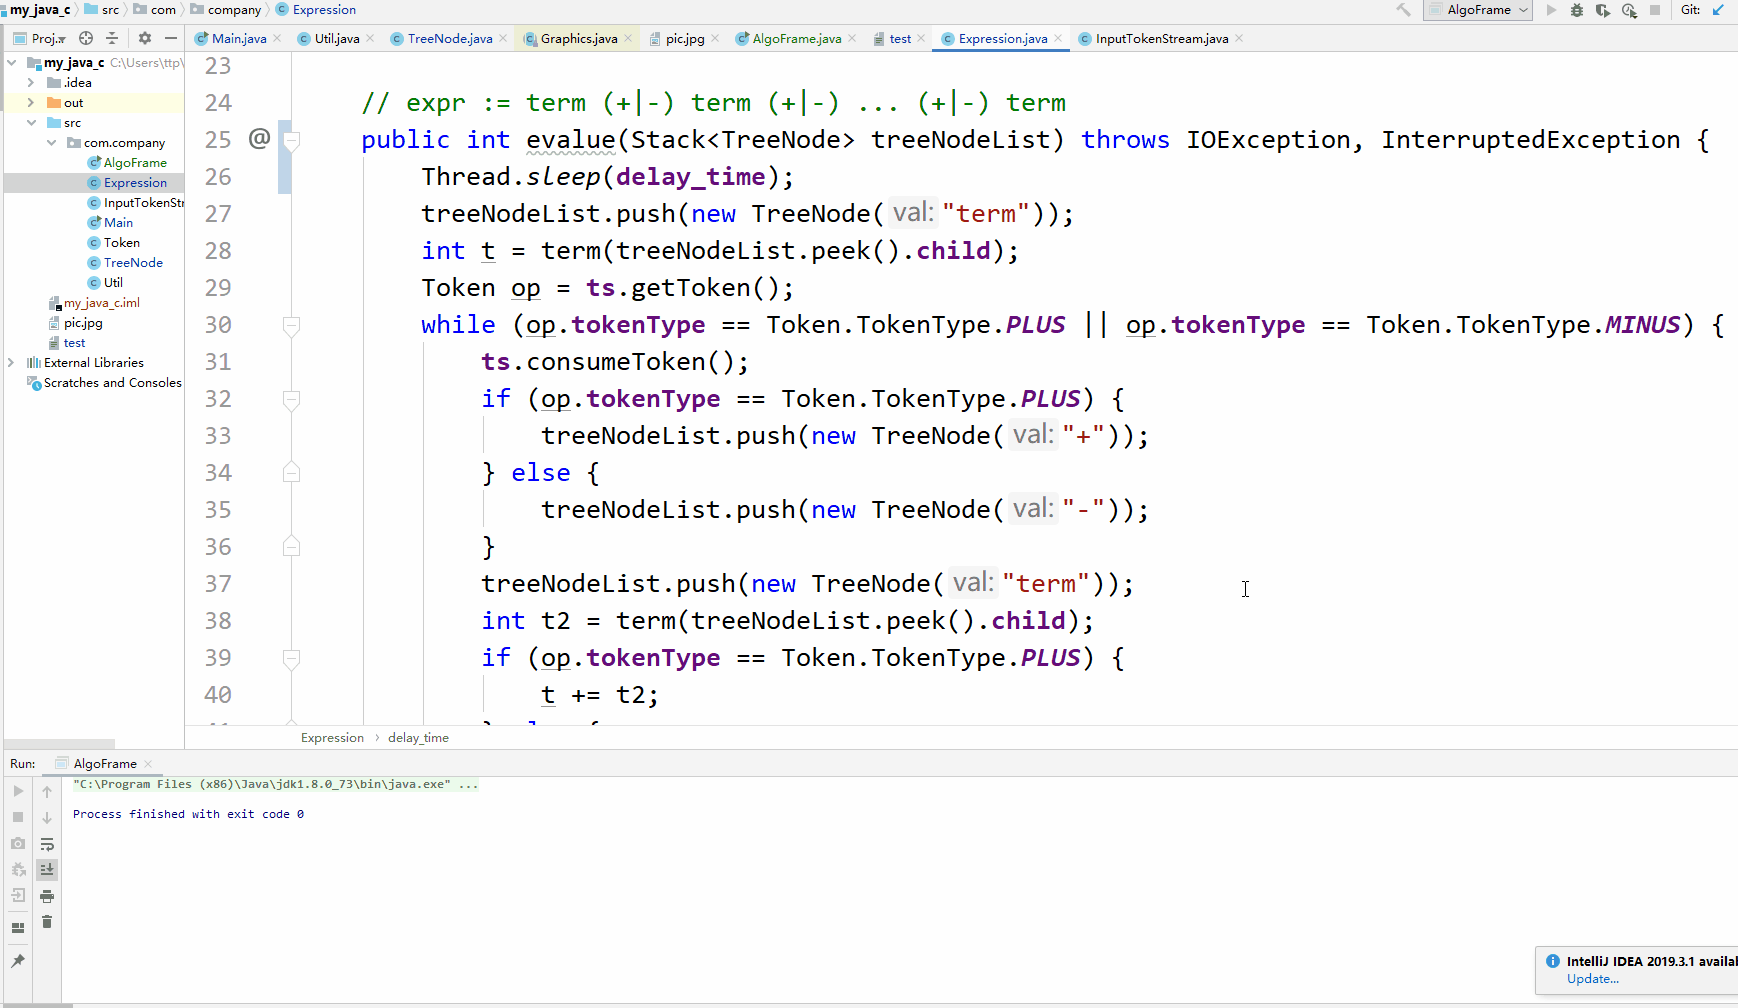 my_java_c src com company Expression
AlgoFrame Git:
Proj.. Main.java Util.java TreeNode.java Graphics.java pic.jpg AlgoFrame.java test Expression.java InputTokenStream.java
my_java_c C:\Users\ttp\
.idea
out
src
com.company
AlgoFrame
Expression
InputTokenStr
Main
Token
TreeNode
Util
my_java_c.iml
pic.jpg
test
External Libraries
Scratches and Consoles
23
24 // expr := term (+|-) term (+|-) ... (+|-) term
25 @ public int evalue(Stack<TreeNode> treeNodeList) throws IOException, InterruptedException {
26 Thread.sleep(delay_time);
27 treeNodeList.push(new TreeNode( val: "term"));
28 int t = term(treeNodeList.peek().child);
29 Token op = ts.getToken();
30 while (op.tokenType == Token.TokenType.PLUS || op.tokenType == Token.TokenType.MINUS) {
31 ts.consumeToken();
32 if (op.tokenType == Token.TokenType.PLUS) {
33 treeNodeList.push(new TreeNode( val: "+"));
34 } else {
35 treeNodeList.push(new TreeNode( val: "-"));
36 }
37 treeNodeList.push(new TreeNode( val: "term"));
38 int t2 = term(treeNodeList.peek().child);
39 if (op.tokenType == Token.TokenType.PLUS) {
40 t += t2;
Expression delay_time
Run: AlgoFrame
"C:\Program Files (x86)\Java\jdk1.8.0_73\bin\java.exe" ...
Process finished with exit code 0
IntelliJ IDEA 2019.3.1 availa
Update...